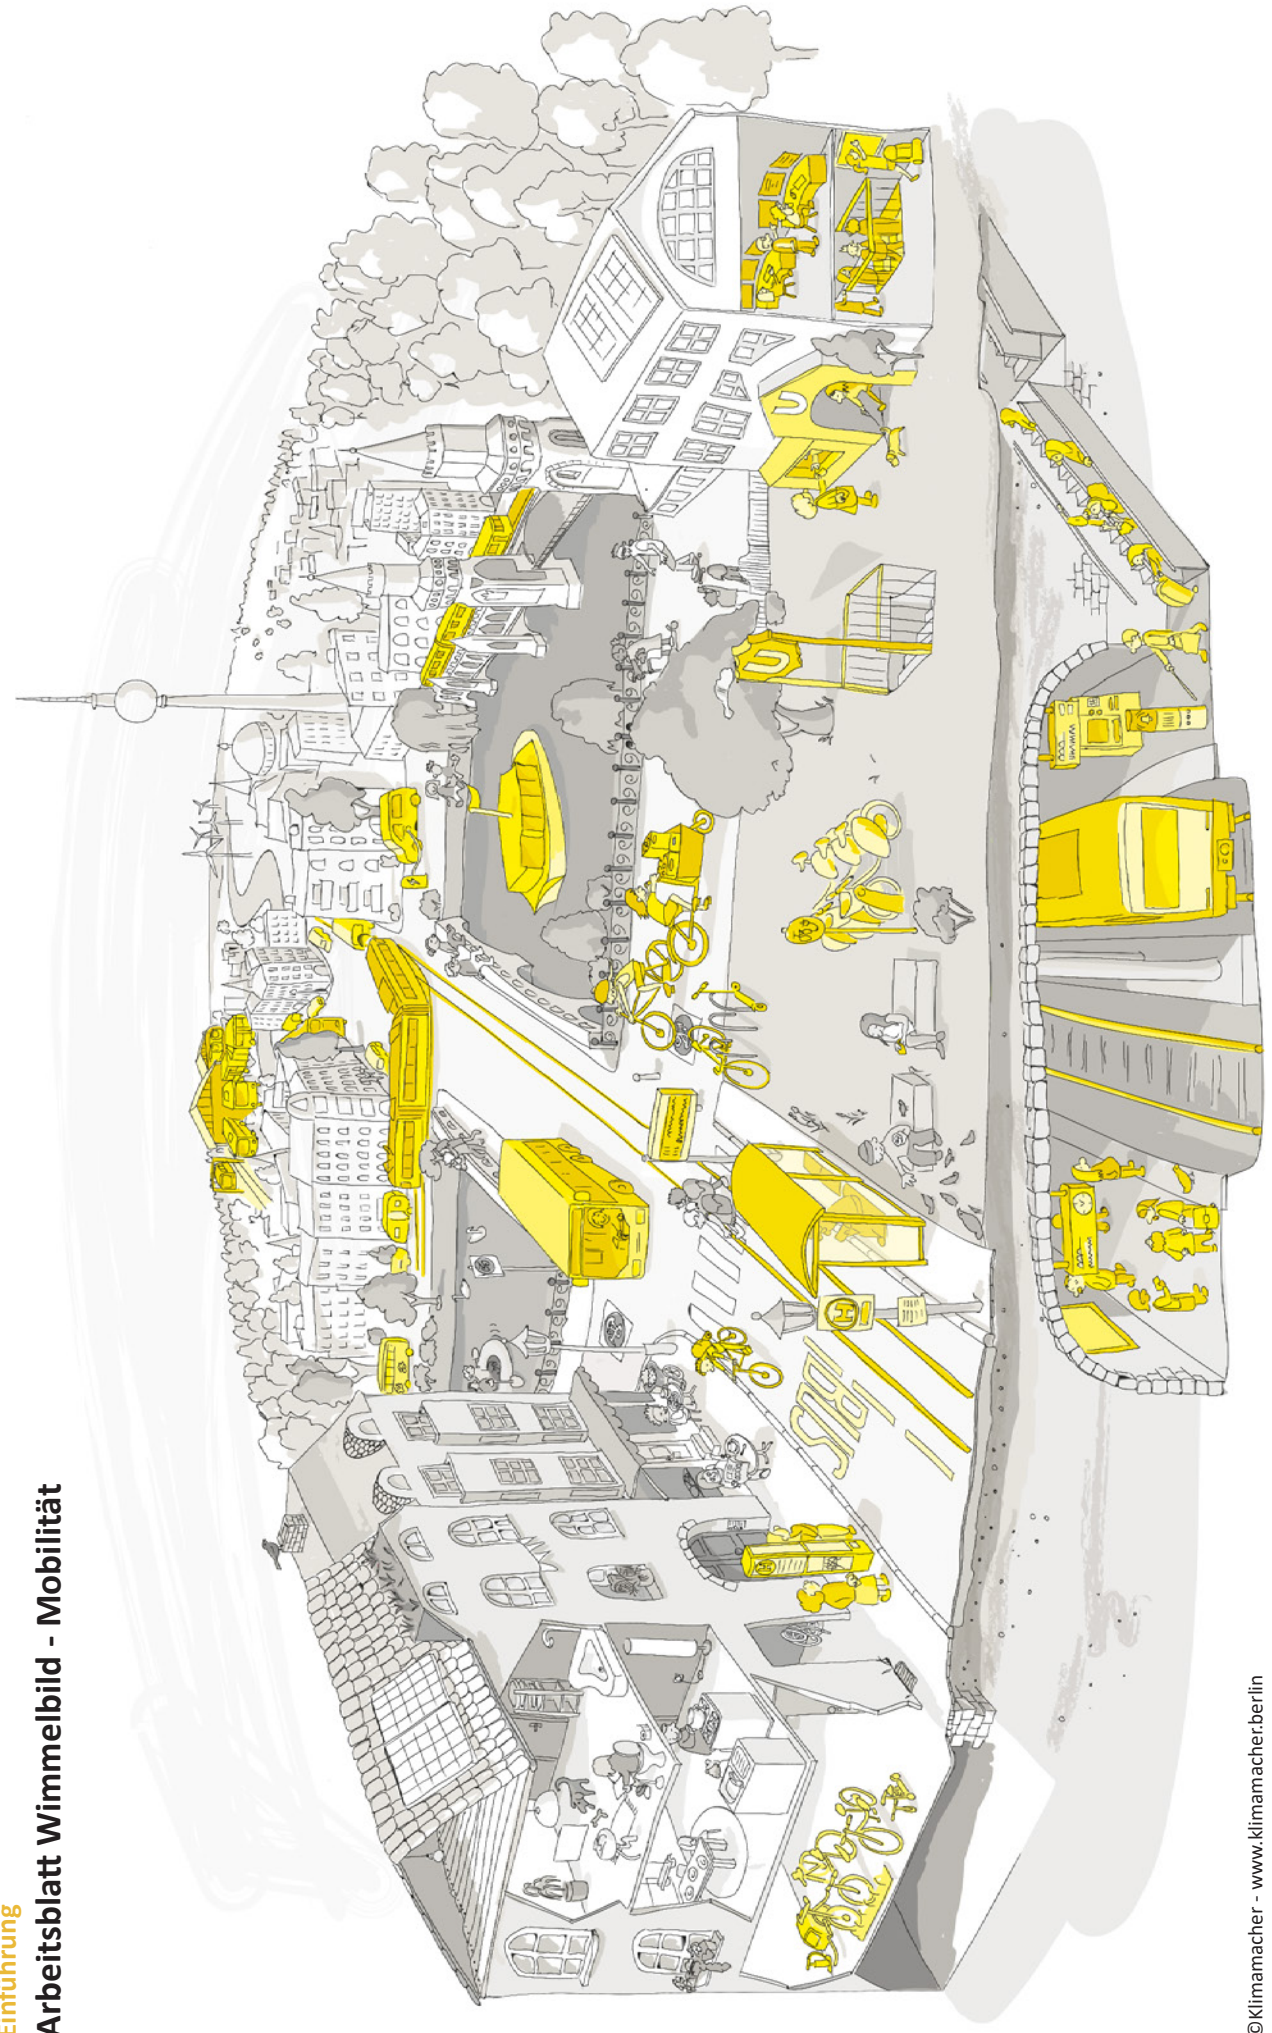 Einführung
Arbeitsblatt Wimmelbild - Mobilität
U
U
H
BUS
H
©Klimamacher - www.klimamacher.berlin